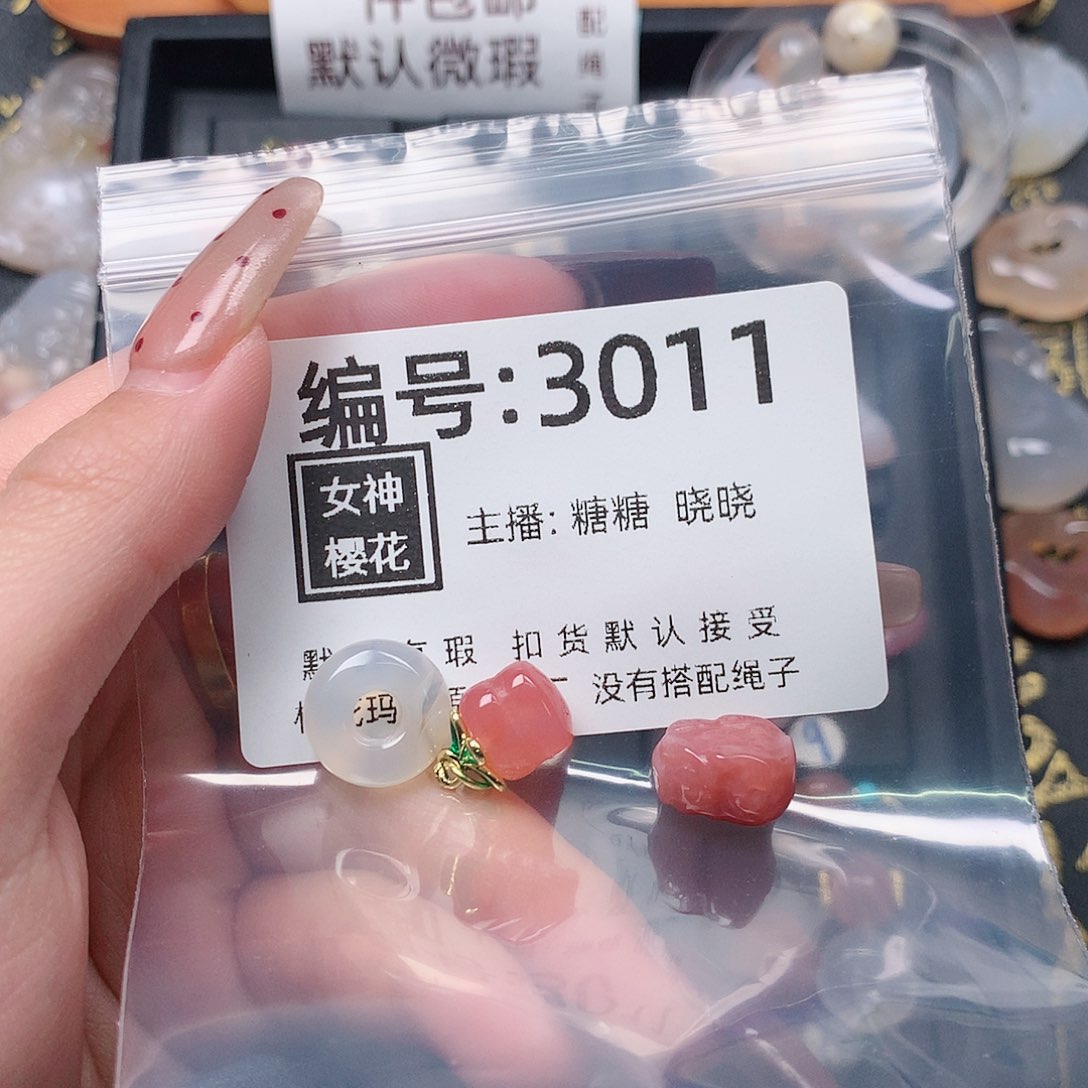 默认微瑕
配绳子
编号:3011
女神
樱花
主播: 糖糖 晓晓
瑕 扣货默认接受
玛 没有搭配绳子